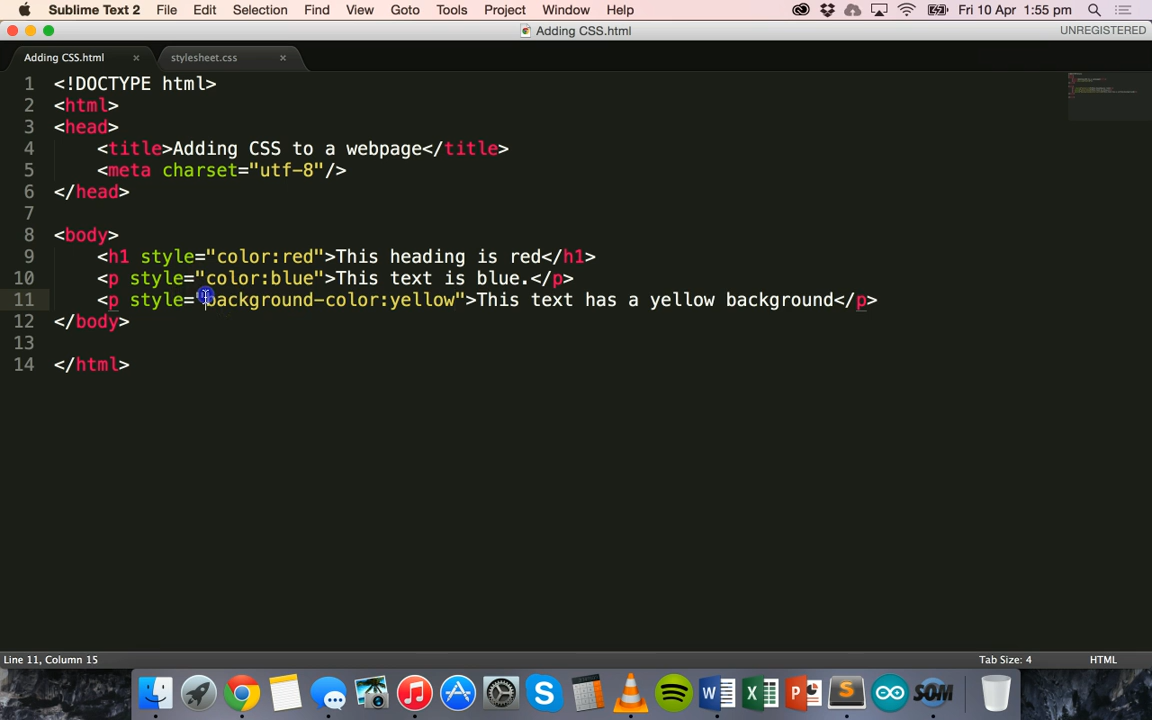 Sublime Text 2 File Edit Selection Find View Goto Tools Project Window Help Fri 10 Apr 1:55 pm
Adding CSS.html UNREGISTERED
Adding CSS.html × stylesheet.css ×
1 <!DOCTYPE html>
2 <html>
3 <head>
4 <title>Adding CSS to a webpage</title>
5 <meta charset="utf-8"/>
6 </head>
7
8 <body>
9 <h1 style="color:red">This heading is red</h1>
10 <p style="color:blue">This text is blue.</p>
11 <p style="background-color:yellow">This text has a yellow background</p>
12 </body>
13
14 </html>
Line 11, Column 15 Tab Size: 4 HTML
SOM